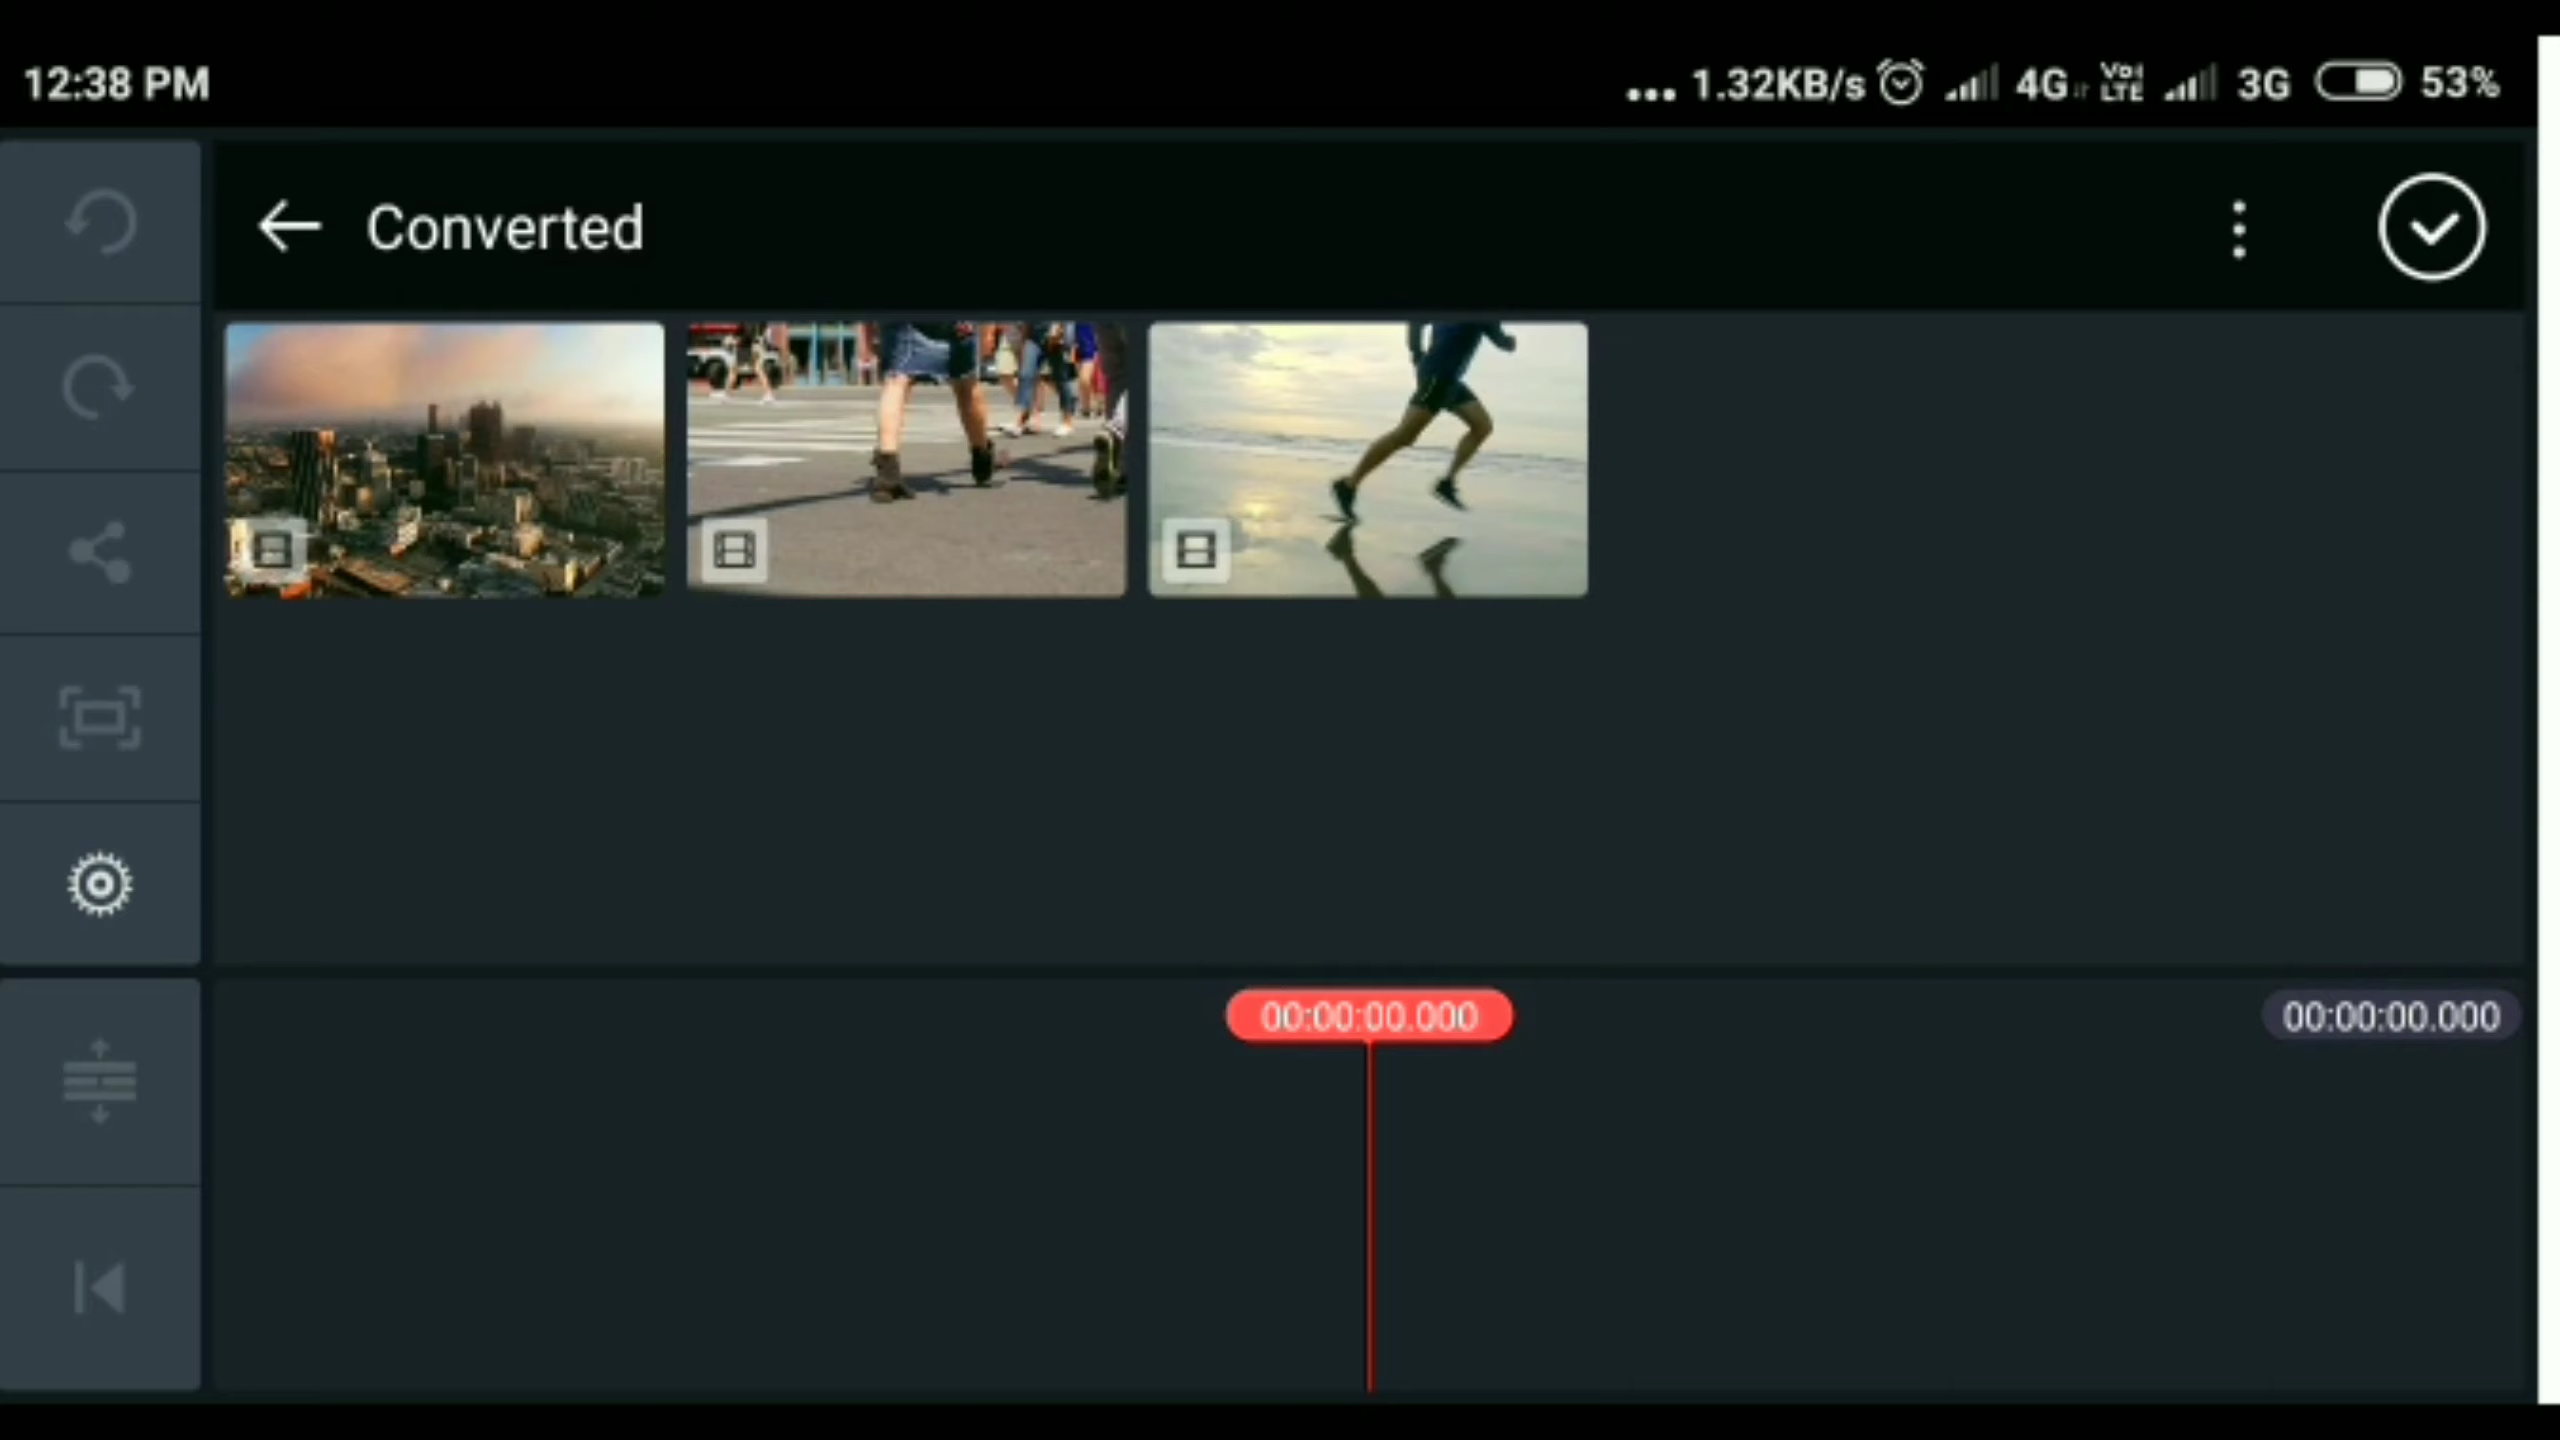 12:38 PM
... 1.32KB/s 4G VoLTE 3G 53%
Converted
00:00:00.000
00:00:00.000